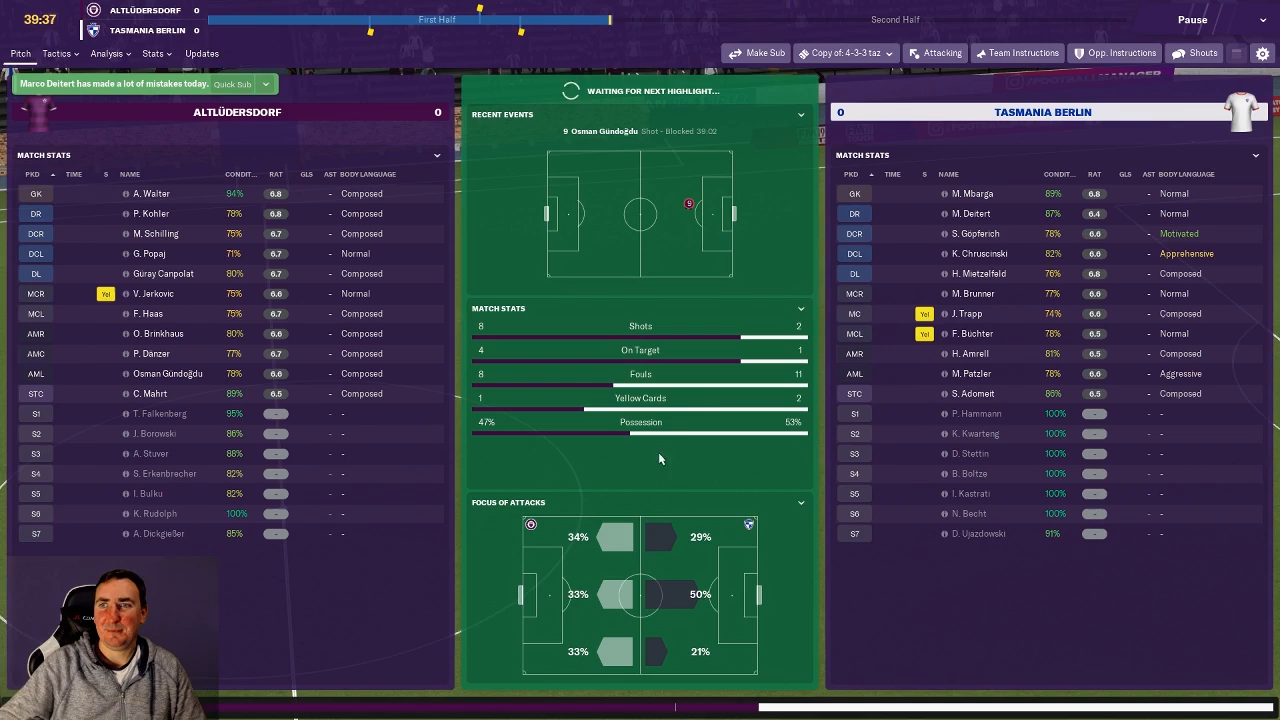 39:37
ALTLÜDERSDORF 0
TASMANIA BERLIN 0
First Half
Second Half
Pause
Pitch Tactics Analysis Stats Updates
Make Sub Copy of: 4-3-3 taz Attacking Team Instructions Opp. Instructions Shouts
Marco Deitert has made a lot of mistakes today. Quick Sub
ALTLÜDERSDORF 0
MATCH STATS
PKD TIME S NAME CONDIT... RAT GLS AST BODY LANGUAGE
GK A. Walter 94% 6.8 - Composed
DR P. Kohler 78% 6.8 - Composed
DCR M. Schilling 75% 6.7 - Composed
DCL G. Popaj 71% 6.7 - Normal
DL Güray Canpolat 80% 6.7 - Composed
MCR Yel V. Jerkovic 75% 6.6 - Normal
MCL F. Haas 75% 6.7 - Composed
AMR O. Brinkhaus 80% 6.6 - Composed
AMC P. Danzer 77% 6.7 - Composed
AML Osman Gündoğdu 78% 6.6 - Composed
STC C. Mahrt 89% 6.5 - Composed
S1 T. Falkenberg 95% - - -
S2 J. Borowski 86% - - -
S3 A. Stuver 88% - - -
S4 S. Erkenbrecher 82% - - -
S5 I. Bulku 82% - - -
S6 K. Rudolph 100% - - -
S7 A. Dickgießer 85% - - -
WAITING FOR NEXT HIGHLIGHT...
RECENT EVENTS
9 Osman Gündoğdu Shot - Blocked 39:02
9
MATCH STATS
8 Shots 2
4 On Target 1
8 Fouls 11
1 Yellow Cards 2
47% Possession 53%
FOCUS OF ATTACKS
34% 29%
33% 50%
33% 21%
0 TASMANIA BERLIN
MATCH STATS
PKD TIME S NAME CONDIT... RAT GLS AST BODY LANGUAGE
GK M. Mbarga 89% 6.8 - Normal
DR M. Deitert 87% 6.4 - Normal
DCR S. Göpferich 78% 6.6 - Motivated
DCL K. Chruscinski 82% 6.6 - Apprehensive
DL H. Mietzelfeld 76% 6.8 - Composed
MCR M. Brunner 77% 6.6 - Normal
MC Yel J. Trapp 74% 6.6 - Composed
MCL Yel F. Büchter 78% 6.5 - Normal
AMR H. Amrell 81% 6.5 - Composed
AML M. Patzler 78% 6.6 - Aggressive
STC S. Adomeit 86% 6.5 - Composed
S1 P. Hammann 100% - - -
S2 K. Kwarteng 100% - - -
S3 D. Stettin 100% - - -
S4 B. Boltze 100% - - -
S5 I. Kastrati 100% - - -
S6 N. Becht 100% - - -
S7 D. Ujazdowski 91% - - -